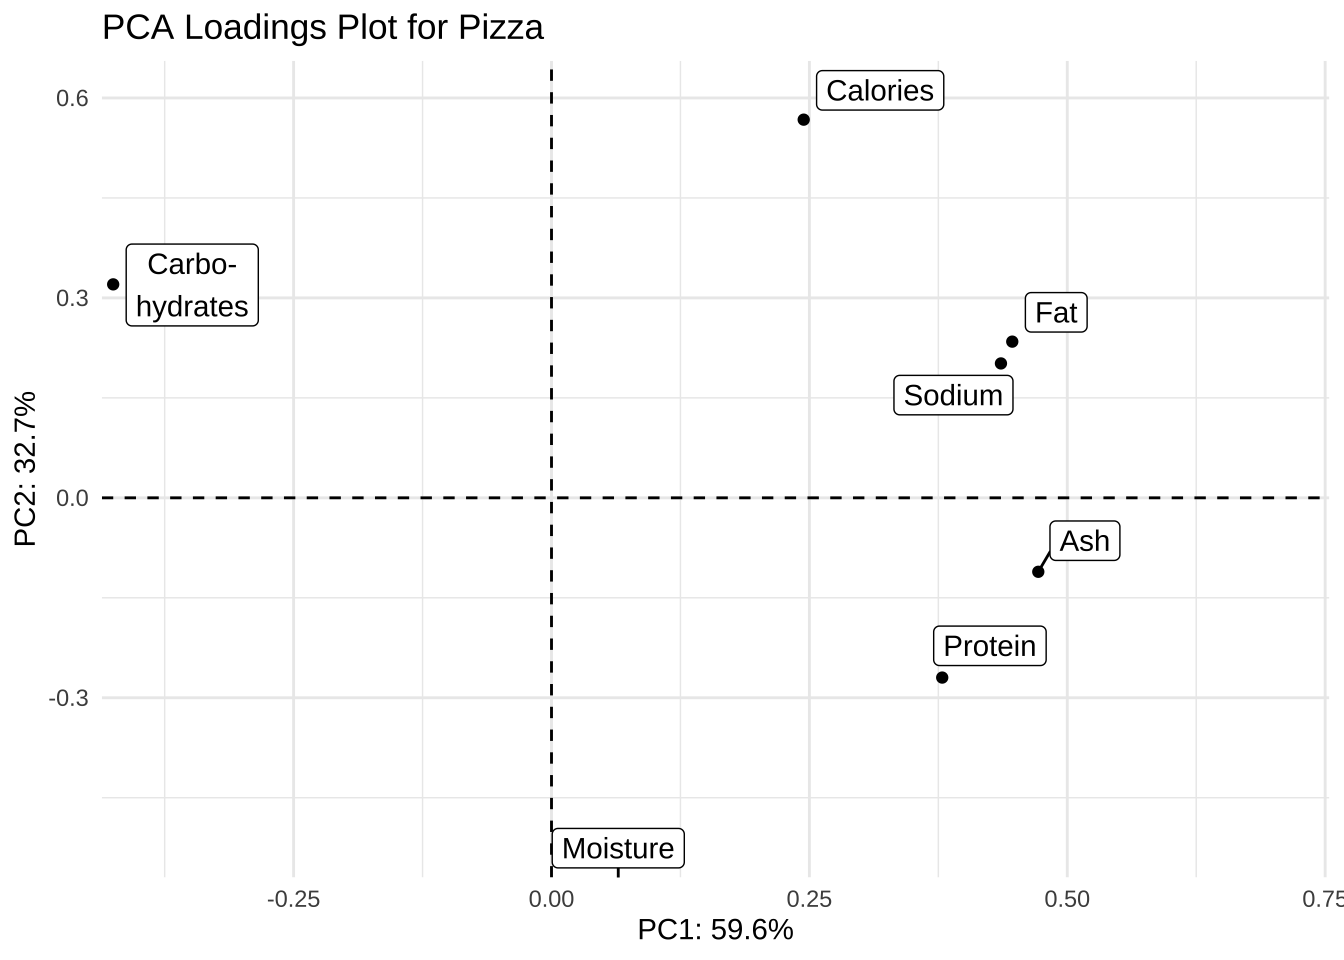 PCA Loadings Plot for Pizza
0.6
Calories
Carbo-
hydrates
0.3
Fat
Sodium
PC2: 32.7%
0.0
Ash
Protein
-0.3
Moisture
-0.25
0.00
0.25
0.50
0.75
PC1: 59.6%